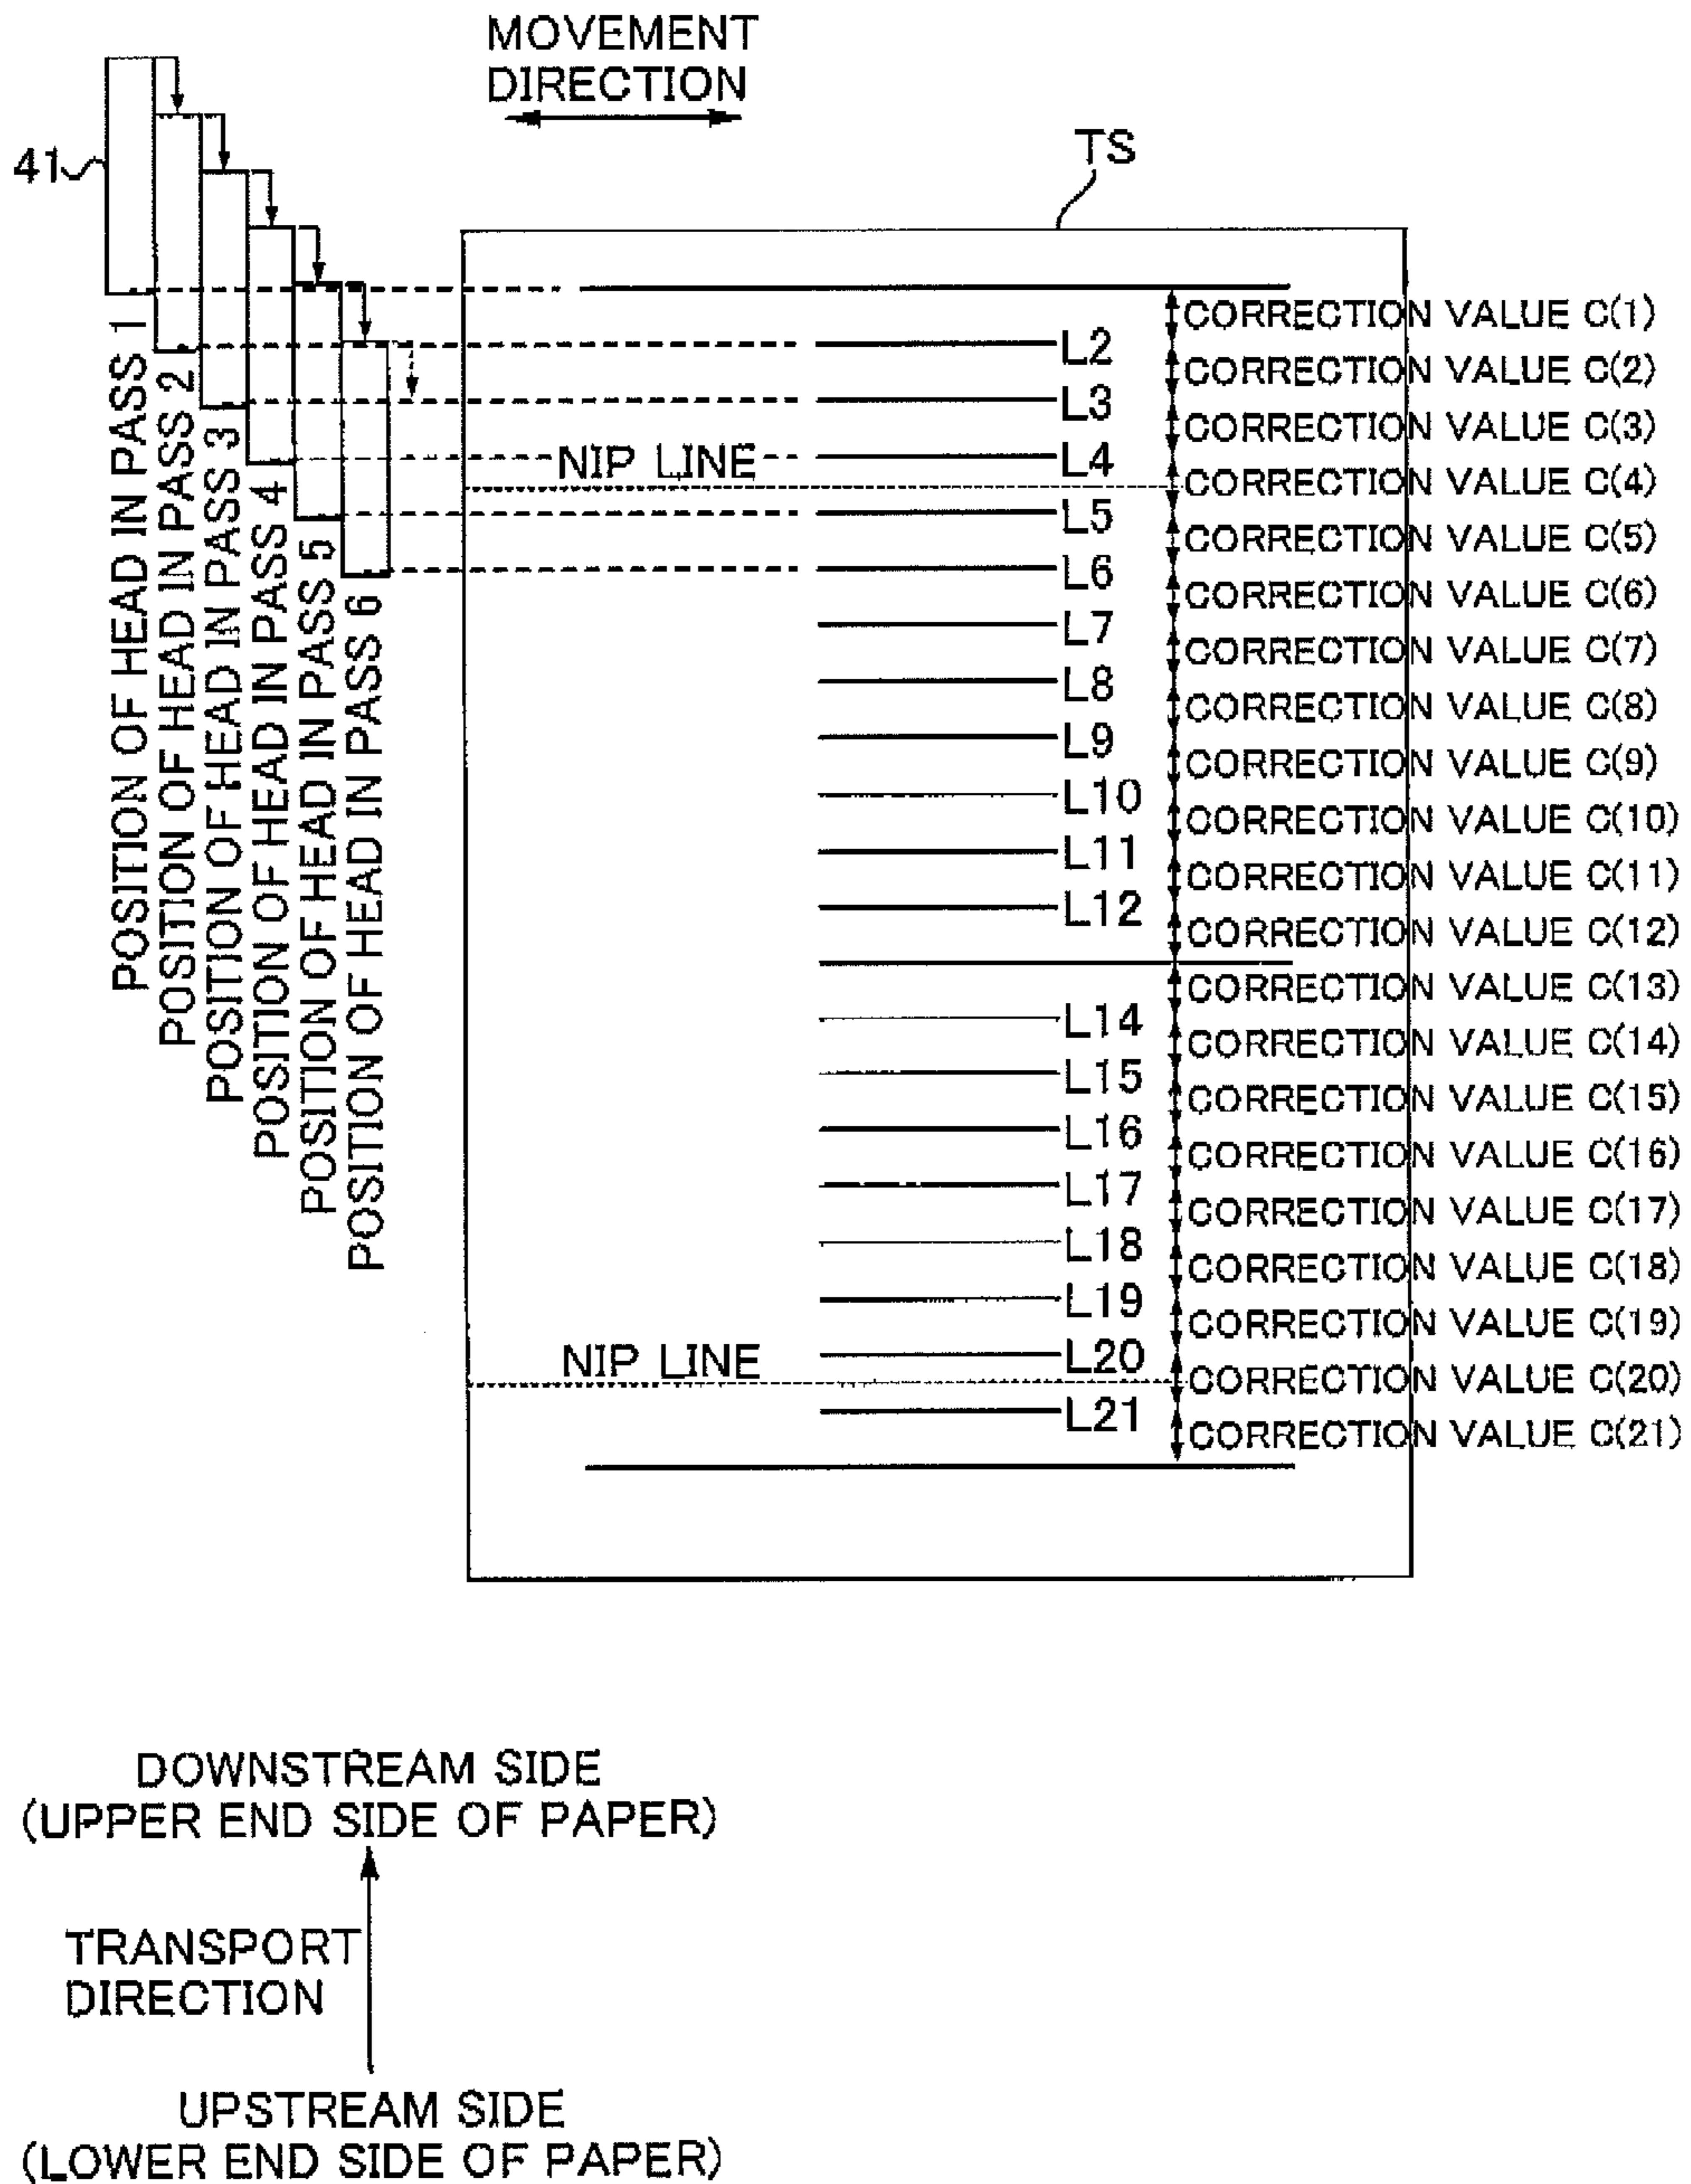 MOVEMENT
DIRECTION
41
TS
POSITION OF HEAD IN PASS 1
POSITION OF HEAD IN PASS 2
POSITION OF HEAD IN PASS 3
POSITION OF HEAD IN PASS 4
POSITION OF HEAD IN PASS 5
POSITION OF HEAD IN PASS 6
CORRECTION VALUE C(1)
L2
CORRECTION VALUE C(2)
L3
CORRECTION VALUE C(3)
NIP LINE
L4
CORRECTION VALUE C(4)
L5
CORRECTION VALUE C(5)
L6
CORRECTION VALUE C(6)
L7
CORRECTION VALUE C(7)
L8
CORRECTION VALUE C(8)
L9
CORRECTION VALUE C(9)
L10
CORRECTION VALUE C(10)
L11
CORRECTION VALUE C(11)
L12
CORRECTION VALUE C(12)
CORRECTION VALUE C(13)
L14
CORRECTION VALUE C(14)
L15
CORRECTION VALUE C(15)
L16
CORRECTION VALUE C(16)
L17
CORRECTION VALUE C(17)
L18
CORRECTION VALUE C(18)
L19
CORRECTION VALUE C(19)
NIP LINE
L20
CORRECTION VALUE C(20)
L21
CORRECTION VALUE C(21)
DOWNSTREAM SIDE
(UPPER END SIDE OF PAPER)
TRANSPORT
DIRECTION
UPSTREAM SIDE
(LOWER END SIDE OF PAPER)